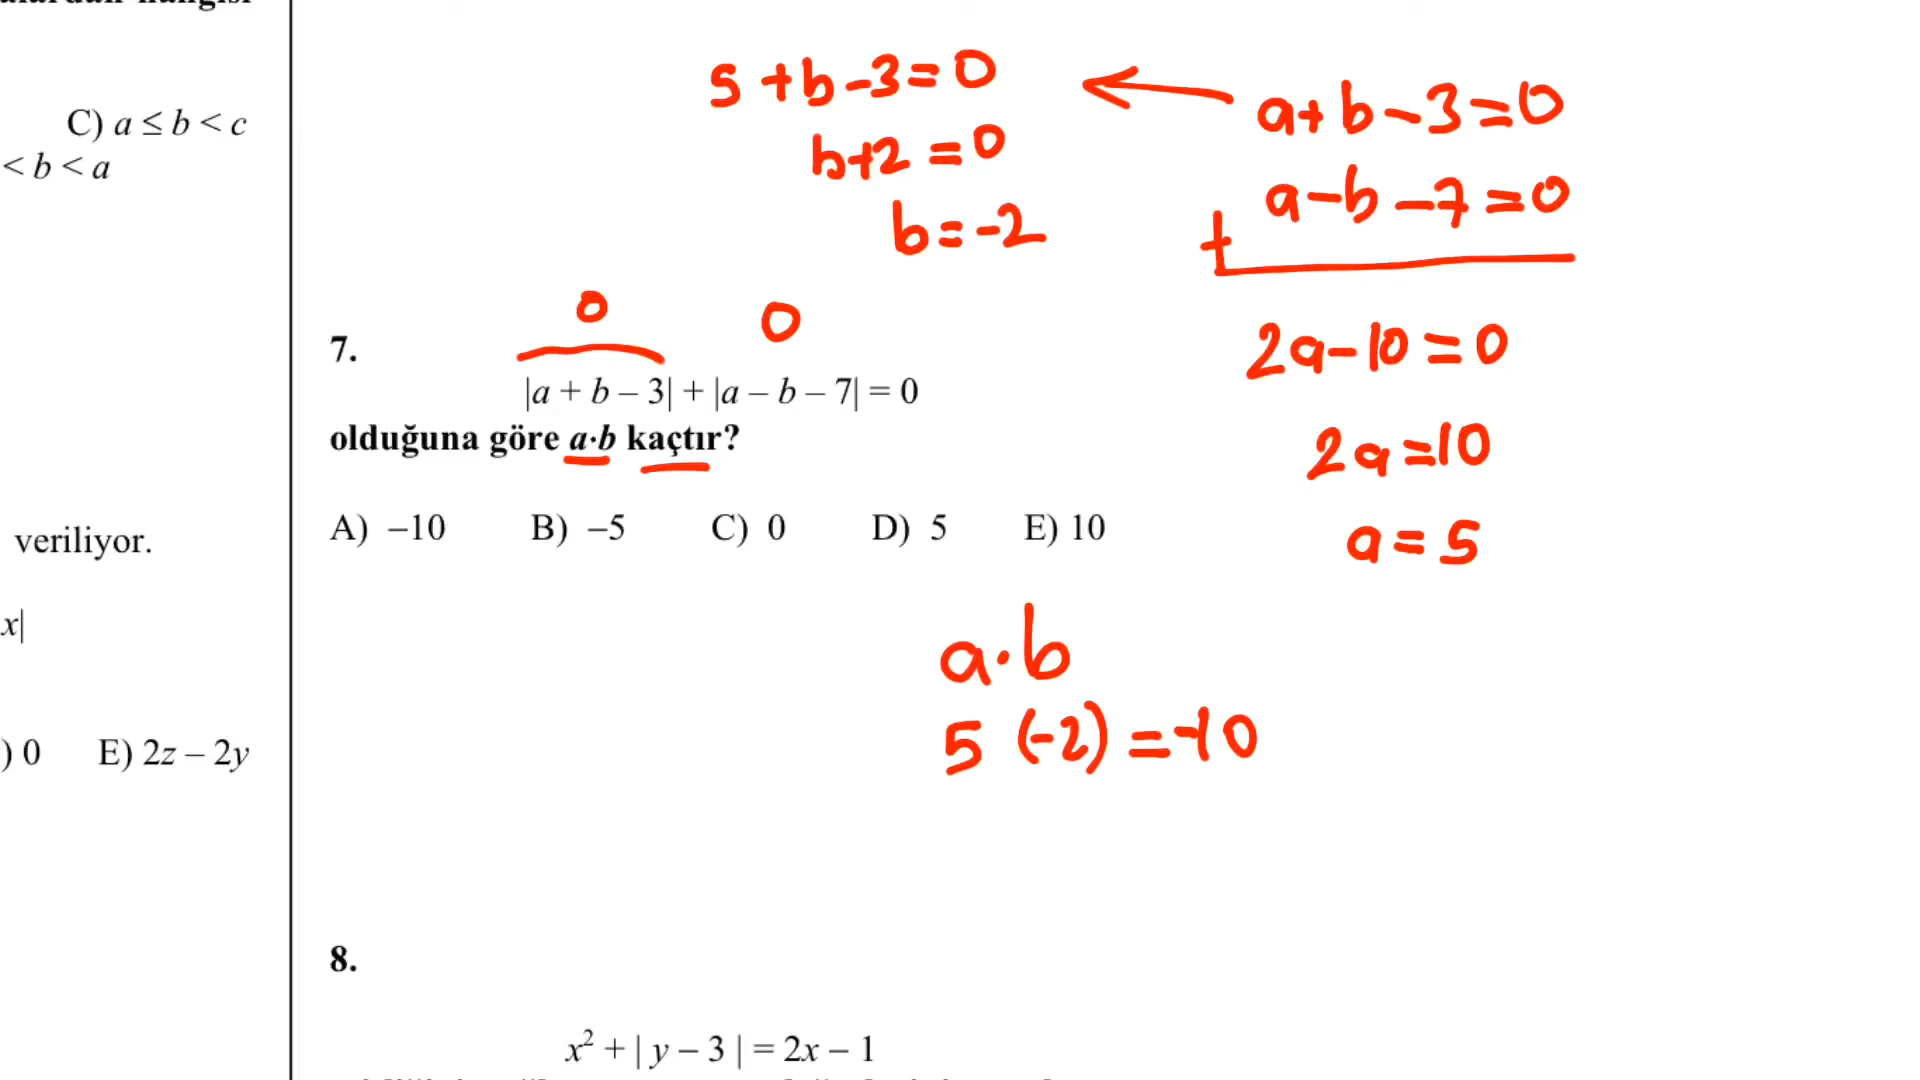 C) a ≤ b < c
< b < a
veriliyor.
x|
) 0 E) 2z – 2y
5 + b – 3 = 0
b + 2 = 0
b = -2
a + b – 3 = 0
a – b – 7 = 0
+
2a – 10 = 0
2a = 10
a = 5
0 0
7.
|a + b – 3| + |a – b – 7| = 0
olduğuna göre a·b kaçtır?
A) –10 B) –5 C) 0 D) 5 E) 10
a·b
5 (-2) = -10
8.
x² + | y – 3 | = 2x – 1